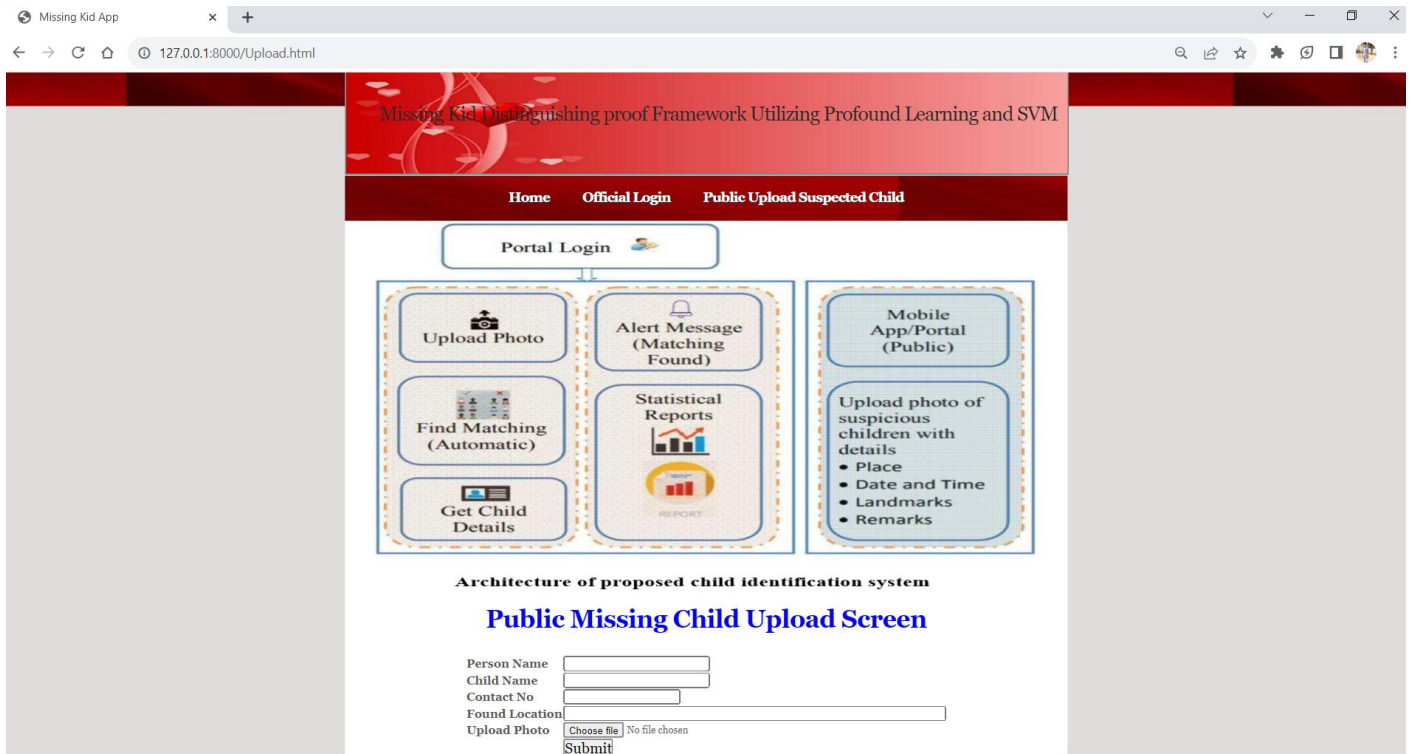 Missing Kid App
127.0.0.1:8000/Upload.html
Missing Kid Distinguishing proof Framework Utilizing Profound Learning and SVM
Home Official Login Public Upload Suspected Child
Portal Login
Upload Photo
Find Matching
(Automatic)
Get Child
Details
Alert Message
(Matching
Found)
Statistical
Reports
REPORT
Mobile
App/Portal
(Public)
Upload photo of
suspicious
children with
details
• Place
• Date and Time
• Landmarks
• Remarks
Architecture of proposed child identification system
Public Missing Child Upload Screen
Person Name
Child Name
Contact No
Found Location
Upload Photo Choose file No file chosen
Submit